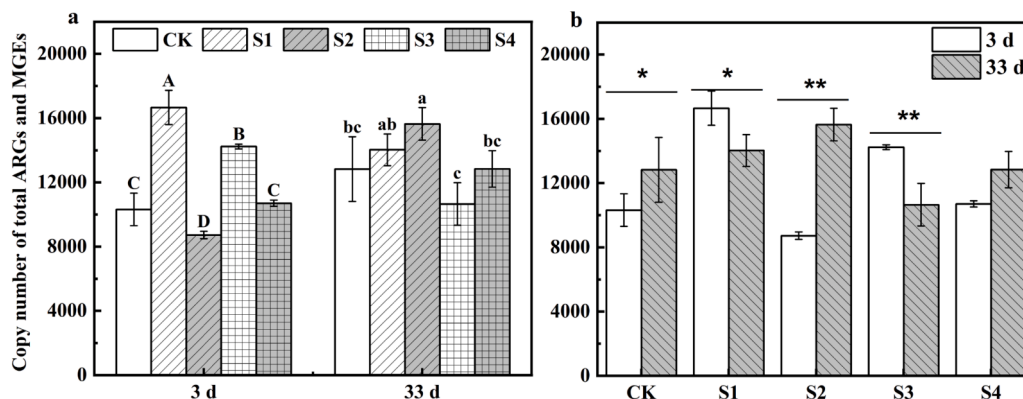 a
CK S1 S2 S3 S4
Copy number of total ARGs and MGEs
20000
16000
12000
8000
4000
0
C
A
D
B
C
bc
ab
a
c
bc
3 d
33 d
b
3 d
33 d
20000
16000
12000
8000
4000
0
*
*
**
**
CK
S1
S2
S3
S4